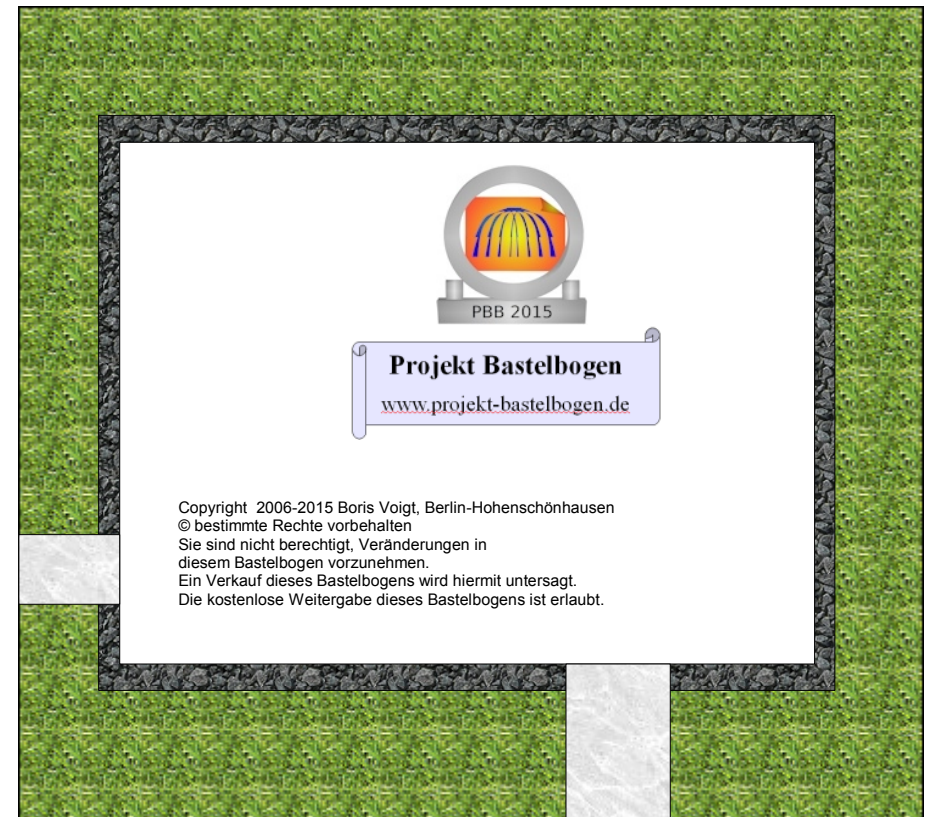 PBB 2015
Projekt Bastelbogen
www.projekt-bastelbogen.de
Copyright  2006-2015 Boris Voigt, Berlin-Hohenschönhausen
© bestimmte Rechte vorbehalten
Sie sind nicht berechtigt, Veränderungen in
diesem Bastelbogen vorzunehmen.
Ein Verkauf dieses Bastelbogens wird hiermit untersagt.
Die kostenlose Weitergabe dieses Bastelbogens ist erlaubt.